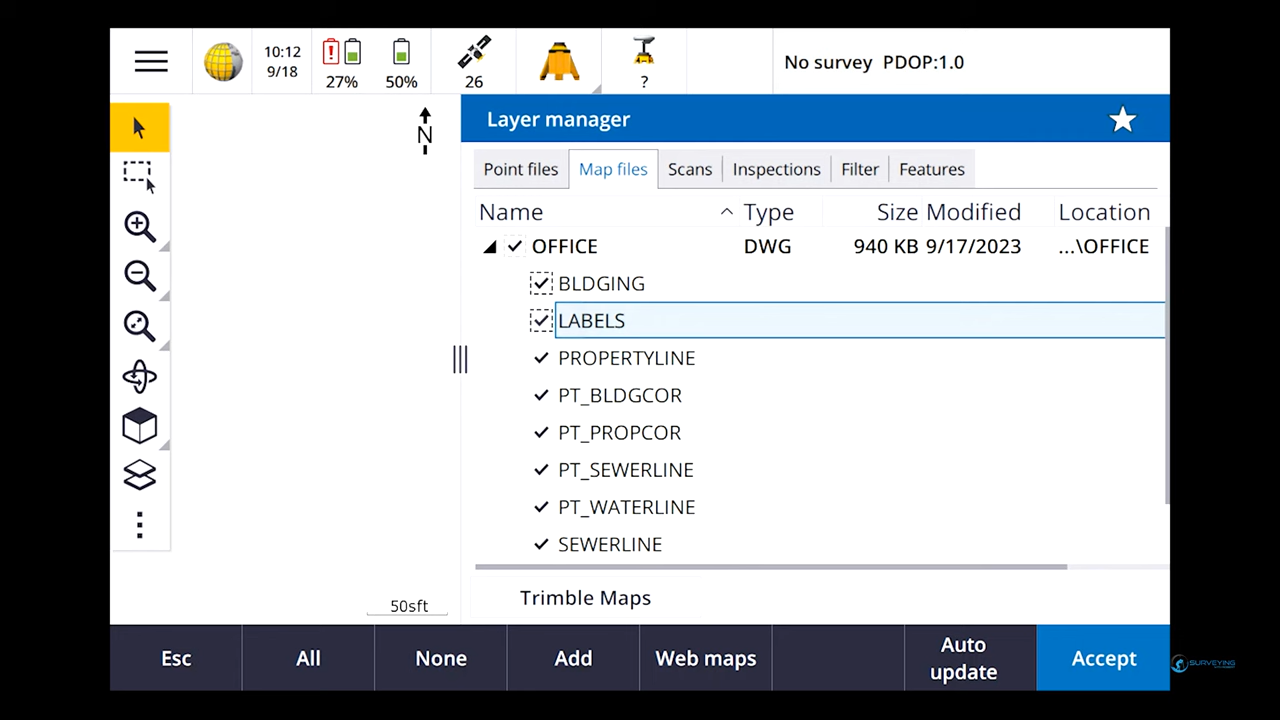 10:12
9/18
27%
50%
26
?
No survey PDOP:1.0
N
Layer manager
Point files Map files Scans Inspections Filter Features
Name Type Size Modified Location
OFFICE DWG 940 KB 9/17/2023 ...\OFFICE
BLDGING
LABELS
PROPERTYLINE
PT_BLDGCOR
PT_PROPCOR
PT_SEWERLINE
PT_WATERLINE
SEWERLINE
50sft
Trimble Maps
Esc All None Add Web maps Auto update Accept
SURVEYING